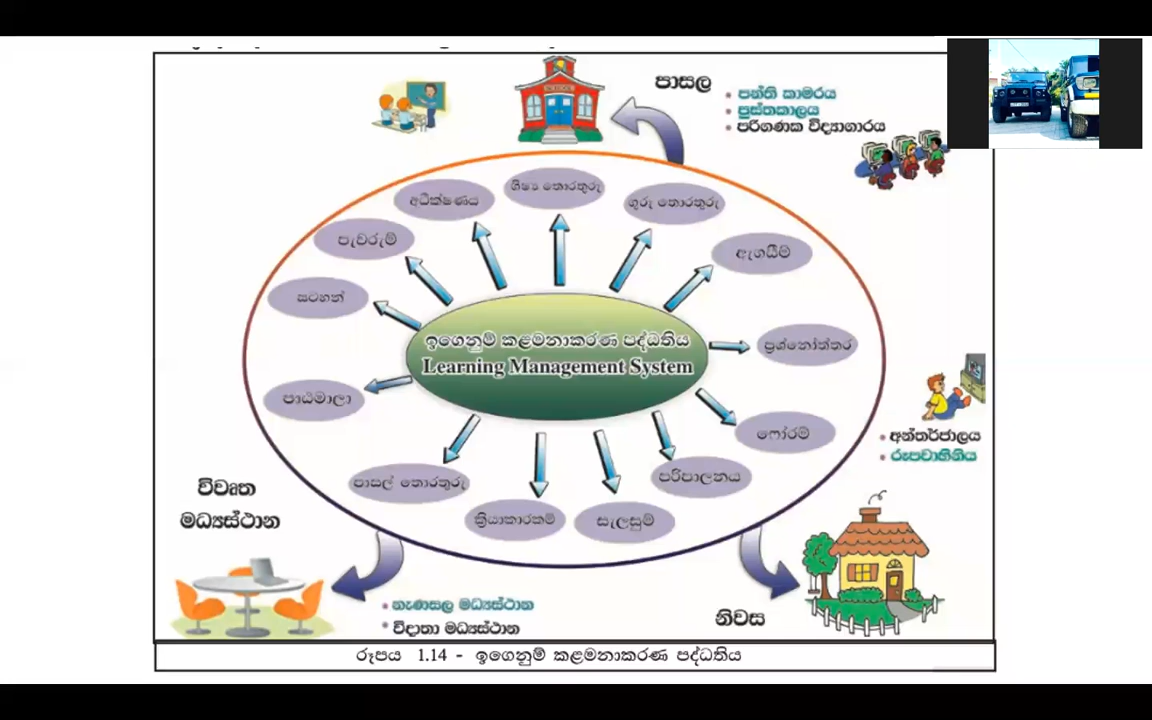 පාසල
• පන්ති කාමරය
• පුස්තකාලය
• පරිගණක විද්‍යාගාරය
SCHOOL
ශිෂ්‍ය තොරතුරු
ගුරු තොරතුරු
අධීක්ෂණය
පැවරුම්
ඇගයීම්
සටහන්
ඉගෙනුම් කළමනාකරණ පද්ධතිය
Learning Management System
ප්‍රශ්නෝත්තර
පාඨමාලා
ෆෝරම්
• අන්තර්ජාලය
• රූපවාහිනිය
පාසල් තොරතුරු
පරිපාලනය
ක්‍රියාකාරකම්
සැලසුම්
විවෘත
මධ්‍යස්ථාන
• නැණසල මධ්‍යස්ථාන
• විදාතා මධ්‍යස්ථාන
නිවස
රූපය 1.14 - ඉගෙනුම් කළමනාකරණ පද්ධතිය